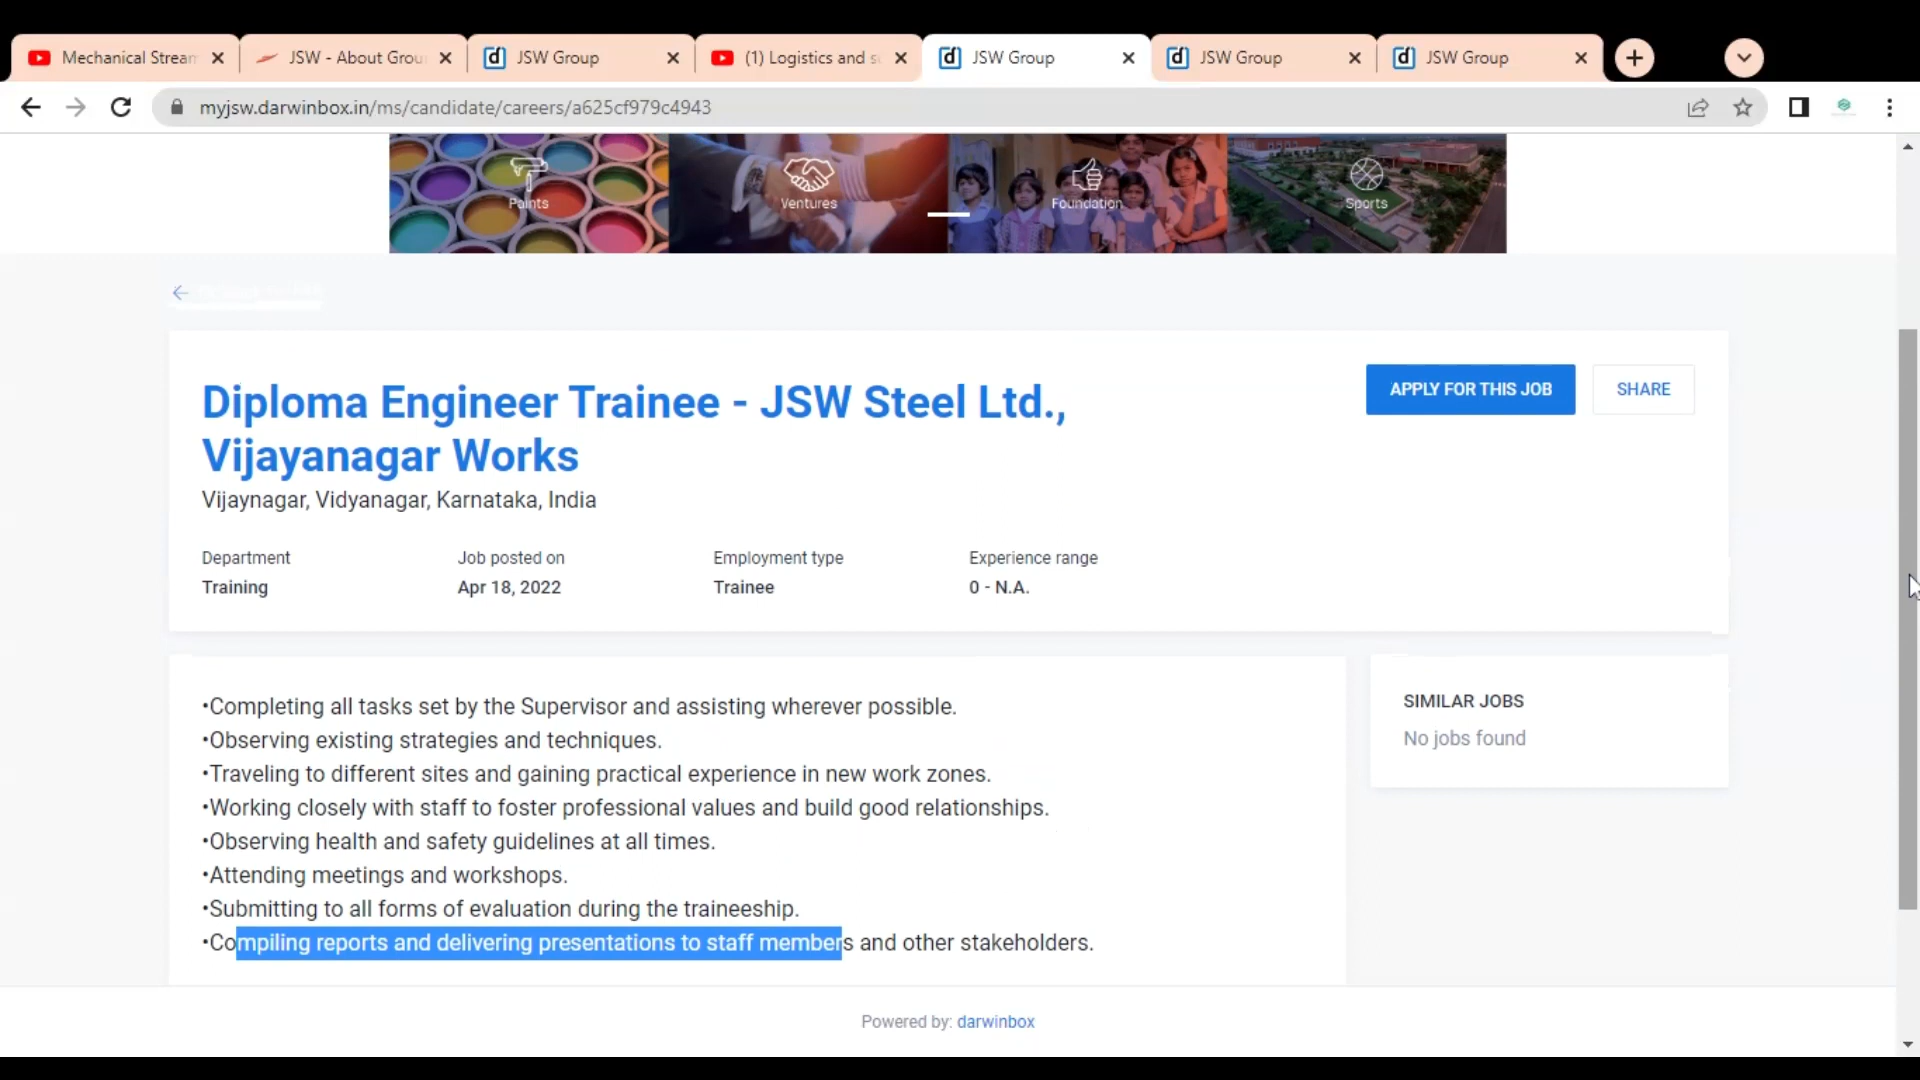 Mechanical Strean
JSW - About Grou
JSW Group
(1) Logistics and s
JSW Group
JSW Group
JSW Group
myjsw.darwinbox.in/ms/candidate/careers/a625cf979c4943
Paints
Ventures
Foundation
Sports
Diploma Engineer Trainee - JSW Steel Ltd.,
Vijayanagar Works
APPLY FOR THIS JOB
SHARE
Vijaynagar, Vidyanagar, Karnataka, India
Department
Job posted on
Employment type
Experience range
Training
Apr 18, 2022
Trainee
0 - N.A.
•Completing all tasks set by the Supervisor and assisting wherever possible.
•Observing existing strategies and techniques.
•Traveling to different sites and gaining practical experience in new work zones.
•Working closely with staff to foster professional values and build good relationships.
•Observing health and safety guidelines at all times.
•Attending meetings and workshops.
•Submitting to all forms of evaluation during the traineeship.
•Compiling reports and delivering presentations to staff members and other stakeholders.
SIMILAR JOBS
No jobs found
Powered by: darwinbox